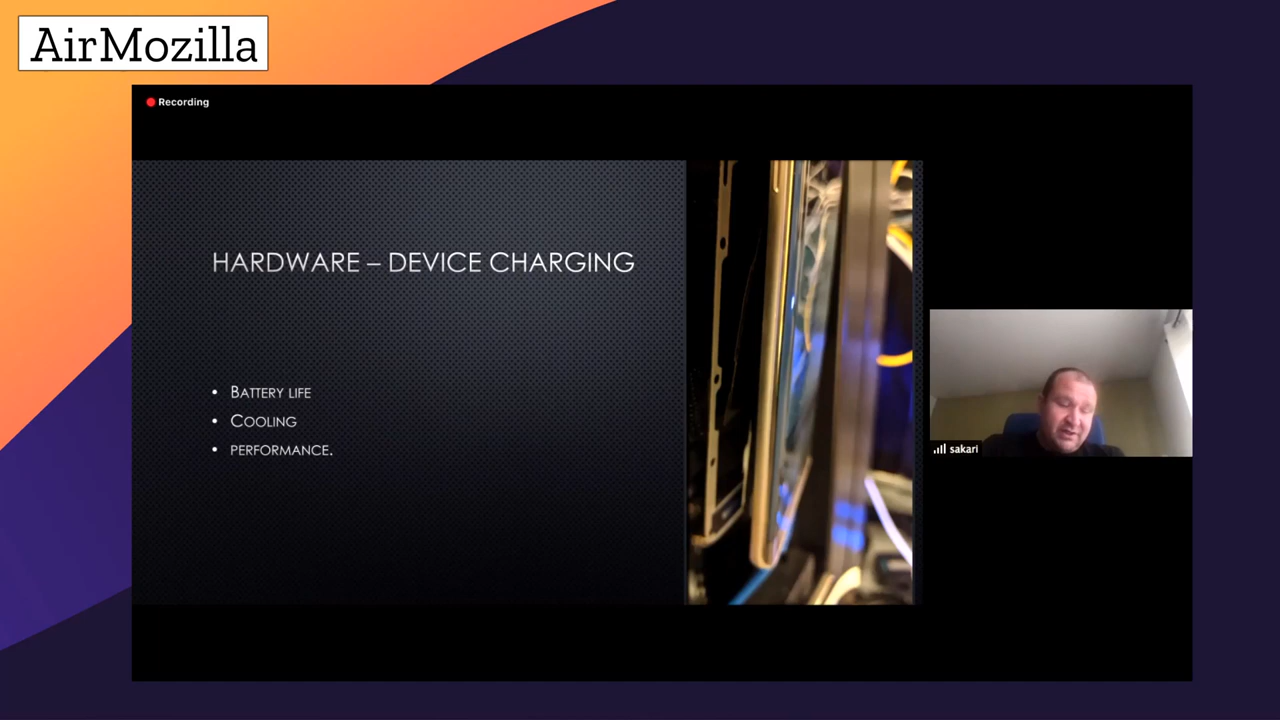 AirMozilla
Recording
HARDWARE – DEVICE CHARGING
• BATTERY LIFE
• COOLING
• PERFORMANCE.
sakari